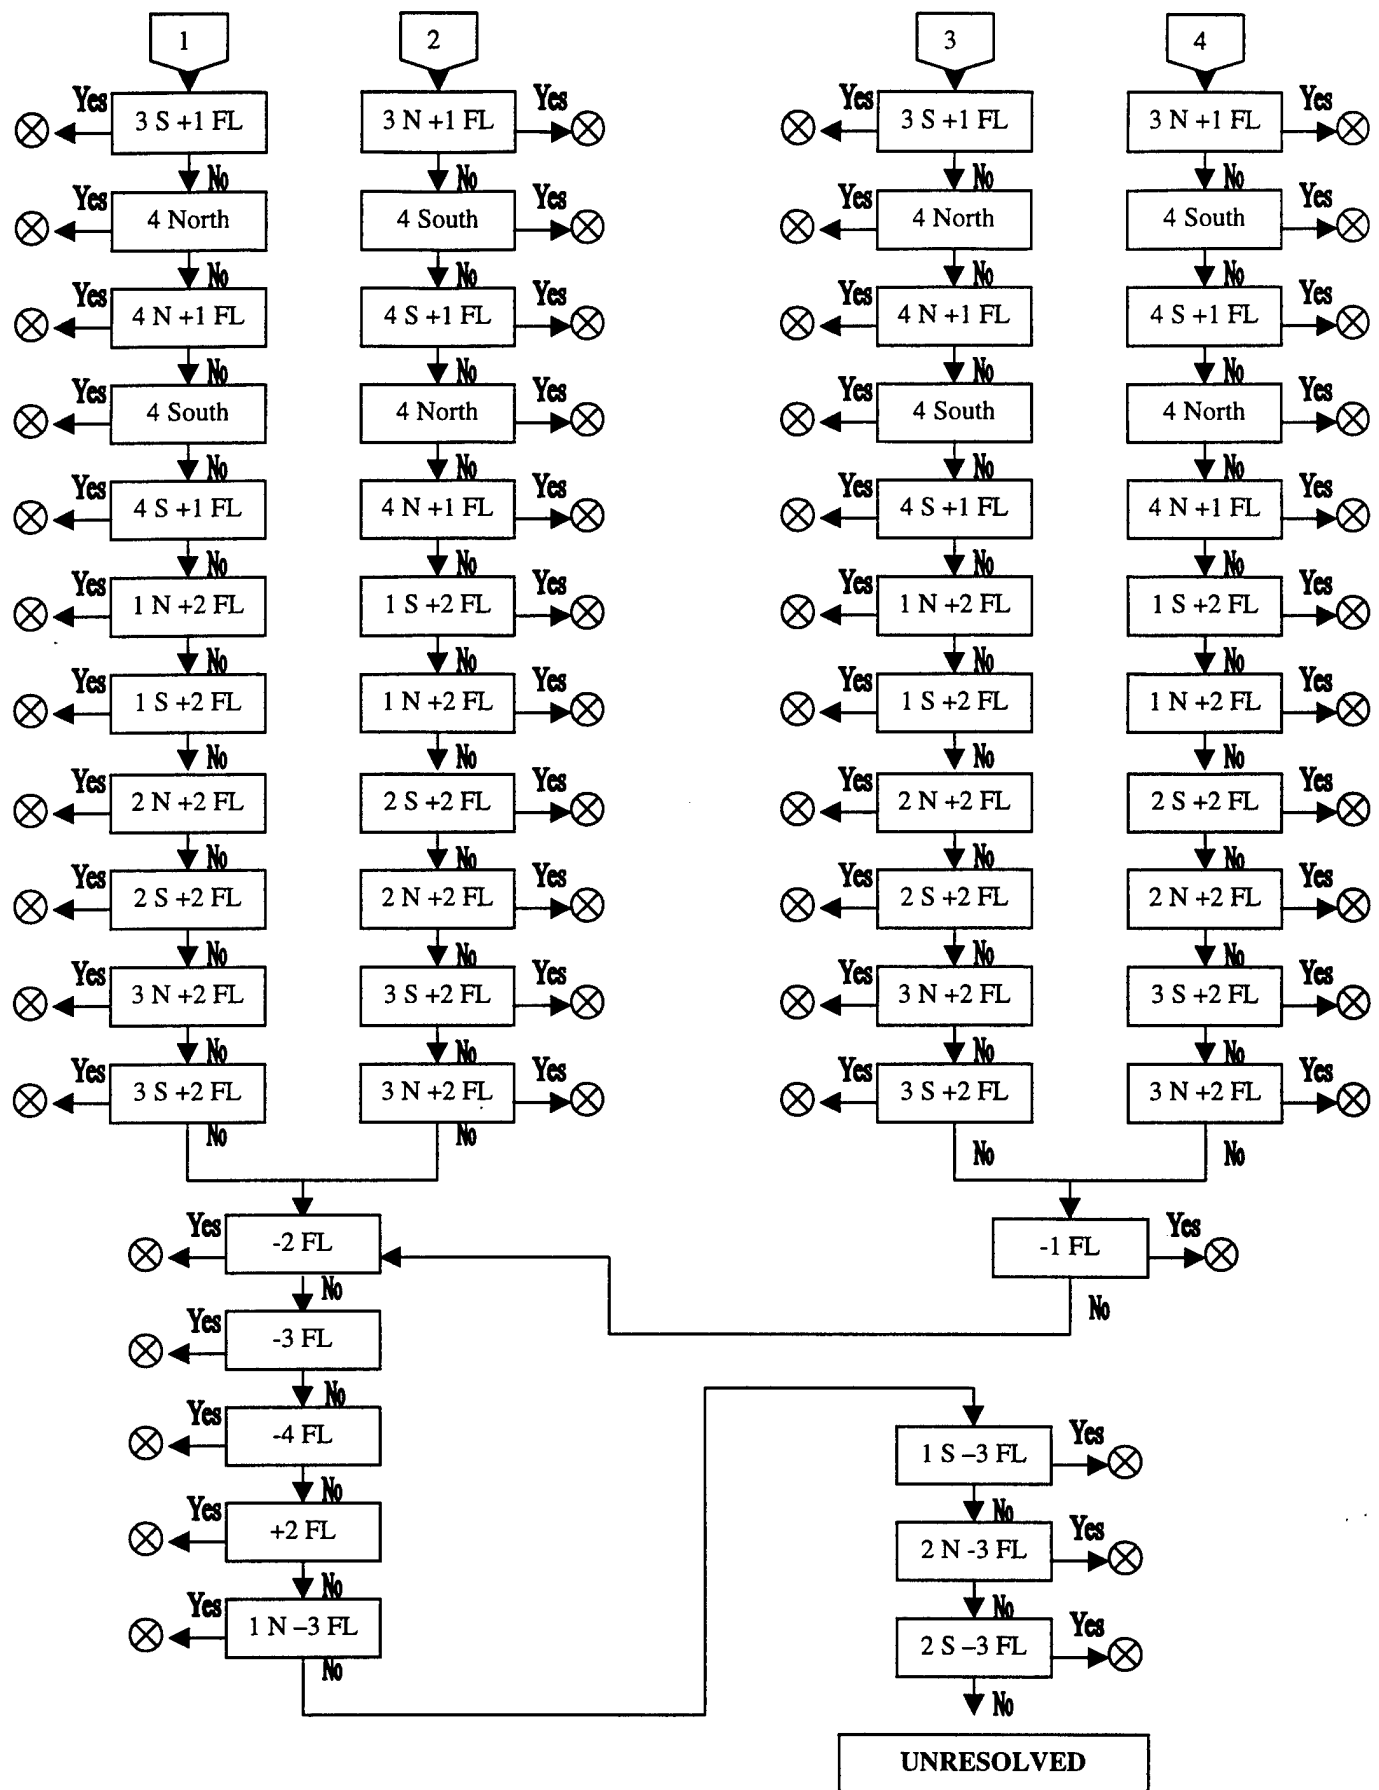 1 2 3 4
Yes 3 S +1 FL 3 N +1 FL Yes Yes 3 S +1 FL 3 N +1 FL Yes
No No No No
Yes 4 North 4 South Yes Yes 4 North 4 South Yes
No No No No
Yes 4 N +1 FL 4 S +1 FL Yes Yes 4 N +1 FL 4 S +1 FL Yes
No No No No
Yes 4 South 4 North Yes Yes 4 South 4 North Yes
No No No No
Yes 4 S +1 FL 4 N +1 FL Yes Yes 4 S +1 FL 4 N +1 FL Yes
No No No No
Yes 1 N +2 FL 1 S +2 FL Yes Yes 1 N +2 FL 1 S +2 FL Yes
No No No No
Yes 1 S +2 FL 1 N +2 FL Yes Yes 1 S +2 FL 1 N +2 FL Yes
No No No No
Yes 2 N +2 FL 2 S +2 FL Yes Yes 2 N +2 FL 2 S +2 FL Yes
No No No No
Yes 2 S +2 FL 2 N +2 FL Yes Yes 2 S +2 FL 2 N +2 FL Yes
No No No No
Yes 3 N +2 FL 3 S +2 FL Yes Yes 3 N +2 FL 3 S +2 FL Yes
No No No No
Yes 3 S +2 FL 3 N +2 FL Yes Yes 3 S +2 FL 3 N +2 FL Yes
No No No No
Yes -2 FL -1 FL Yes
No No
Yes -3 FL
No
Yes -4 FL 1 S –3 FL Yes
No No
Yes +2 FL 2 N -3 FL Yes
No No
Yes 1 N –3 FL 2 S –3 FL Yes
No No
UNRESOLVED